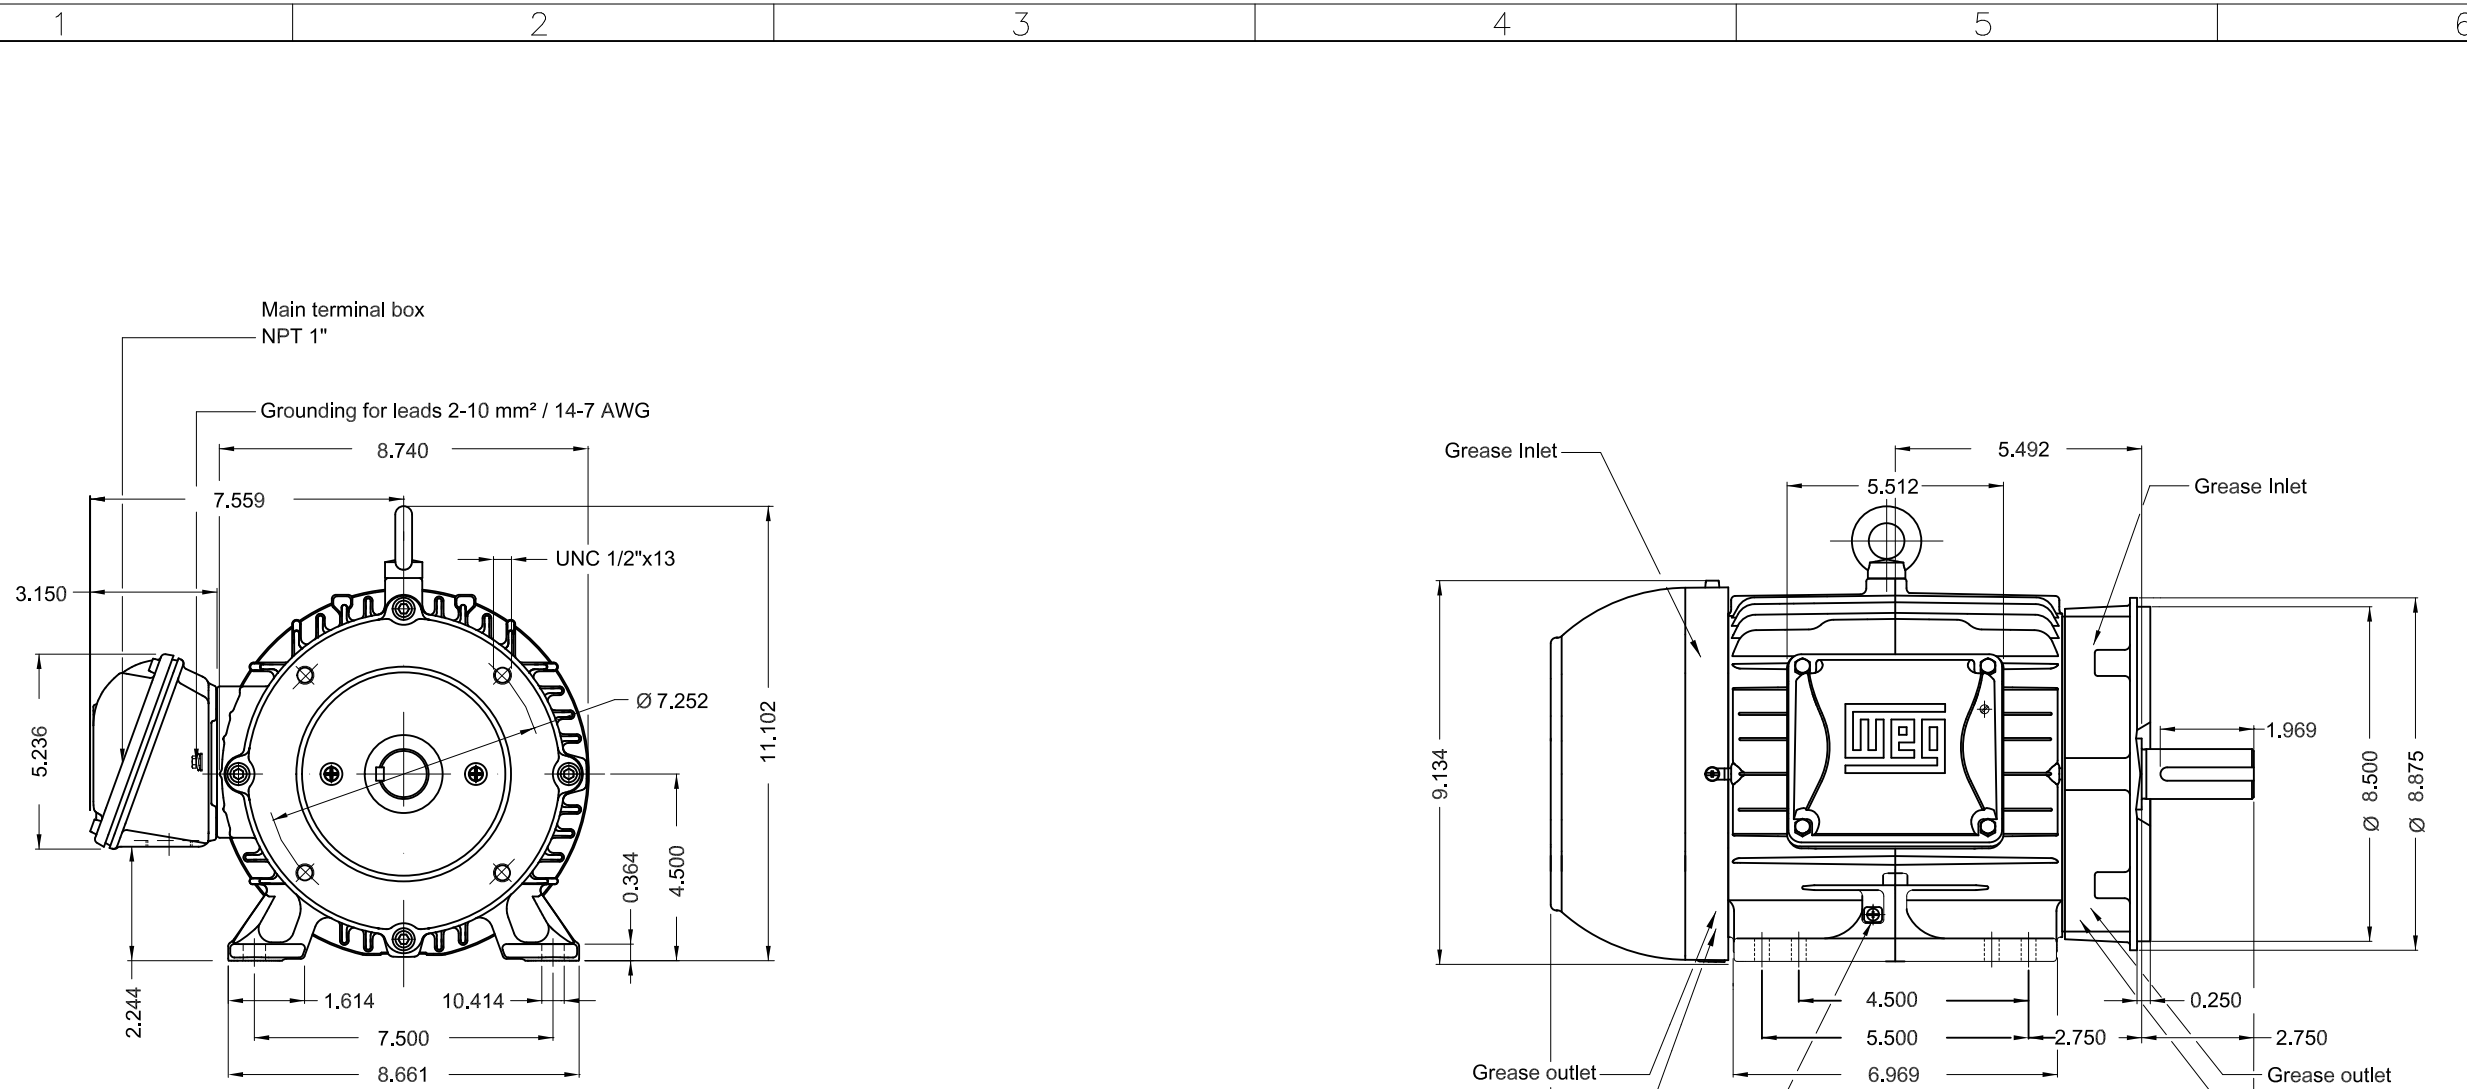 1 2 3 4 5 6
Main terminal box
NPT 1"
Grounding for leads 2-10 mm² / 14-7 AWG
8.740
7.559
UNC 1/2"x13
3.150
Ø 7.252
11.102
5.236
4.500
0.364
2.244
1.614
10.414
7.500
8.661
Grease Inlet
5.492
5.512
Grease Inlet
9.134
weg
1.969
Ø 8.500
Ø 8.875
4.500
0.250
5.500
2.750
2.750
Grease outlet
6.969
Grease outlet